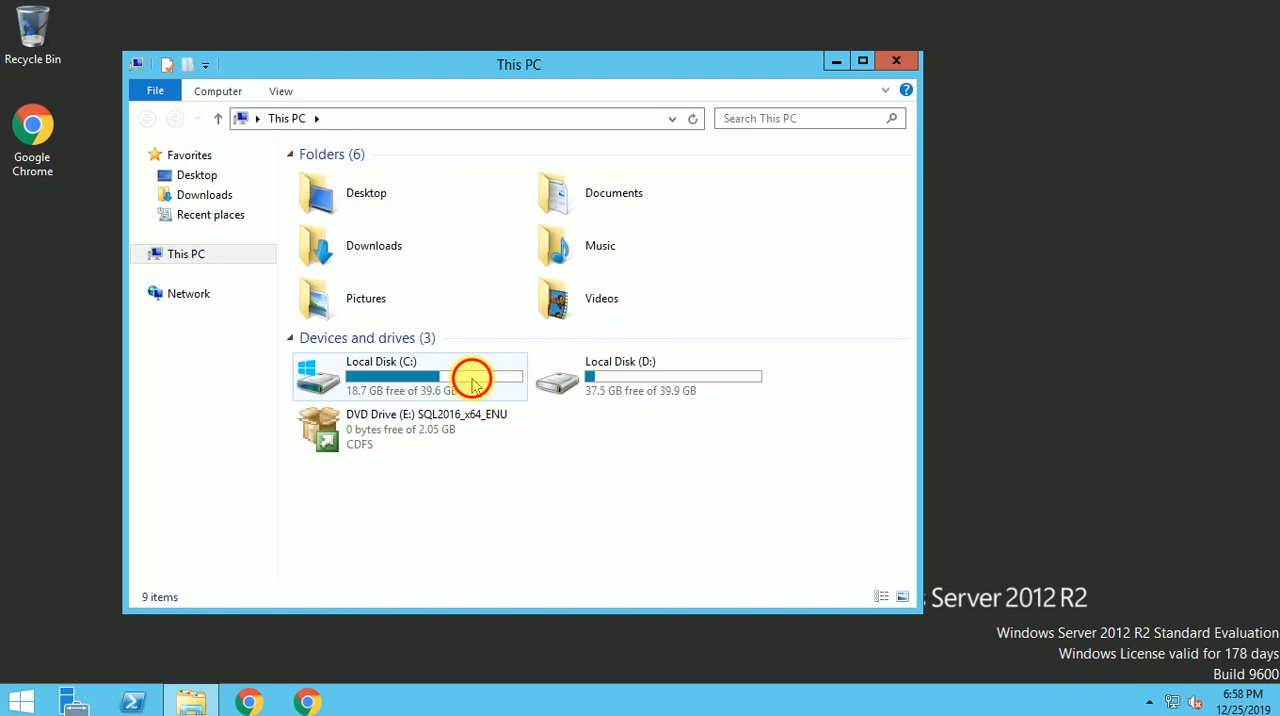 Recycle Bin
Google
Chrome
This PC
File
Computer
View
This PC
Search This PC
Favorites
Desktop
Downloads
Recent places
This PC
Network
Folders (6)
Desktop
Documents
Downloads
Music
Pictures
Videos
Devices and drives (3)
Local Disk (C:)
18.7 GB free of 39.6 GB
Local Disk (D:)
37.5 GB free of 39.9 GB
DVD Drive (E:) SQL2016_x64_ENU
0 bytes free of 2.05 GB
CDFS
9 items
Server 2012 R2
Windows Server 2012 R2 Standard Evaluation
Windows License valid for 178 days
Build 9600
6:58 PM
12/25/2019